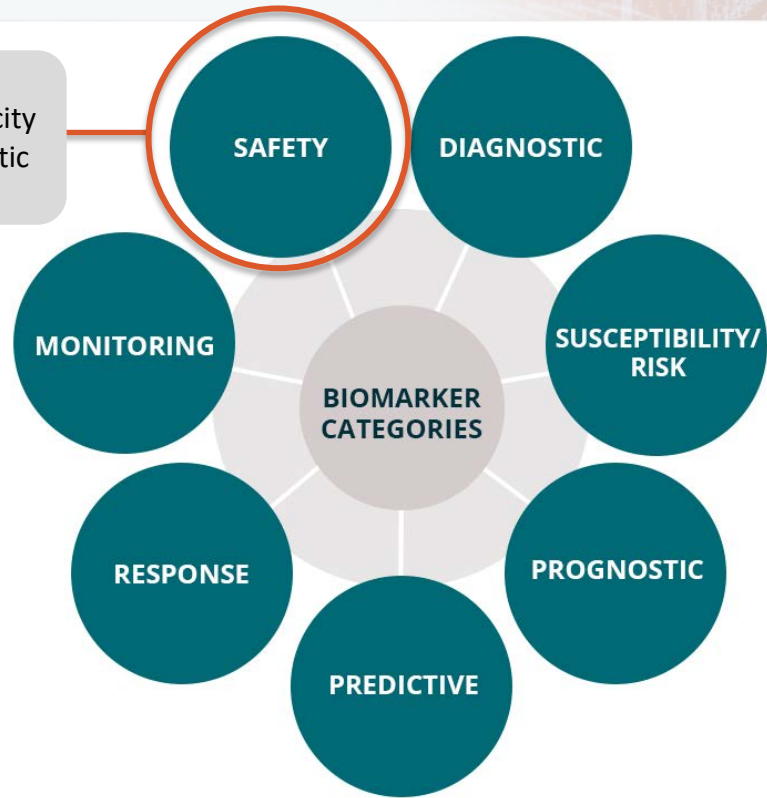 city
tic
SAFETY
DIAGNOSTIC
MONITORING
SUSCEPTIBILITY/
RISK
BIOMARKER
CATEGORIES
RESPONSE
PROGNOSTIC
PREDICTIVE